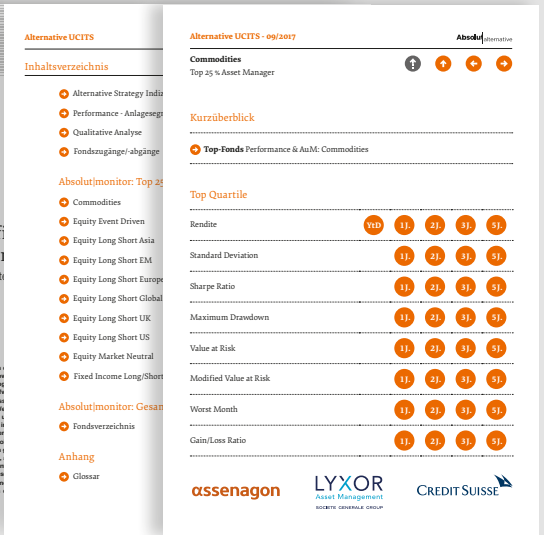 Alternative UCITS
Inhaltsverzeichnis
Alternative Strategy
Performance - 
Qualitative Analyse
Fondszugänge/-abgänge
Absolut|monitor: Top
Commodities
Equity Event Driven
Equity Long Short Asia
Equity Long Short EM
Equity Long Short Europe
Equity Long Short Global
Equity Long Short UK
Equity Long Short US
Equity Market Neutral
Fixed Income Long/Short
Absolut|monitor:
Fondsverzeichnis
Anhang
Glossar
Alternative UCITS - 09/2017
Absolut|alternative
Commodities
Top 25 % Asset Manager
Kurzüberblick
Top-Fonds Performance & AuM: Commodities
Top Quartile
Rendite YtD 1J. 2J. 3J. 5J.
Standard Deviation 1J. 2J. 3J. 5J.
Sharpe Ratio 1J. 2J. 3J. 5J.
Maximum Drawdown 1J. 2J. 3J. 5J.
Value at Risk 1J. 2J. 3J. 5J.
Modified Value at Risk 1J. 2J. 3J. 5J.
Worst Month 1J. 2J. 3J. 5J.
Gain/Loss Ratio 1J. 2J. 3J. 5J.
assenagon
LYXOR
Asset Management
SOCIETE GENERALE GROUP
CREDIT SUISSE